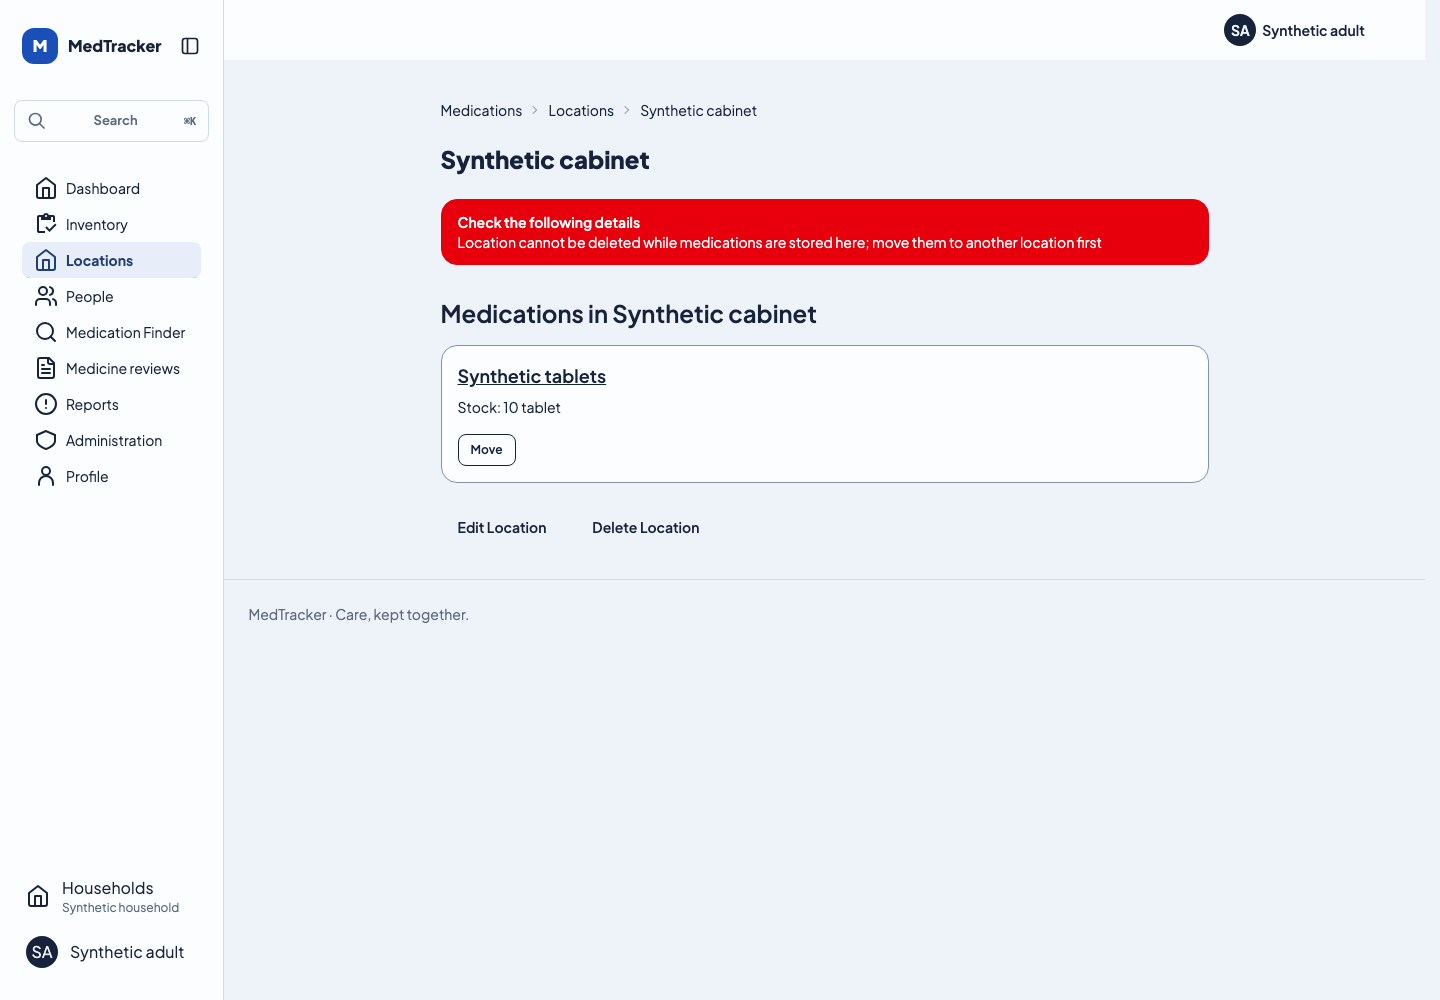 M MedTracker
Search ⌘K
Dashboard
Inventory
Locations
People
Medication Finder
Medicine reviews
Reports
Administration
Profile
Households
Synthetic household
SA Synthetic adult
SA Synthetic adult
Medications > Locations > Synthetic cabinet
Synthetic cabinet
Check the following details
Location cannot be deleted while medications are stored here; move them to another location first
Medications in Synthetic cabinet
Synthetic tablets
Stock: 10 tablet
Move
Edit Location Delete Location
MedTracker · Care, kept together.